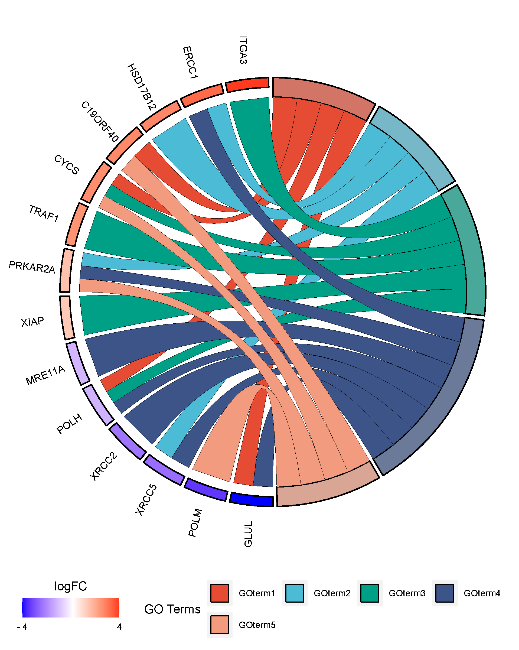 ITGA3
ERCC1
HSD17B12
C19ORF40
CYCS
TRAF1
PRKAR2A
XIAP
MRE11A
POLH
XRCC2
XRCC5
POLM
GLUL
logFC
-4 4
GO Terms
GOterm1 GOterm2 GOterm3 GOterm4
GOterm5